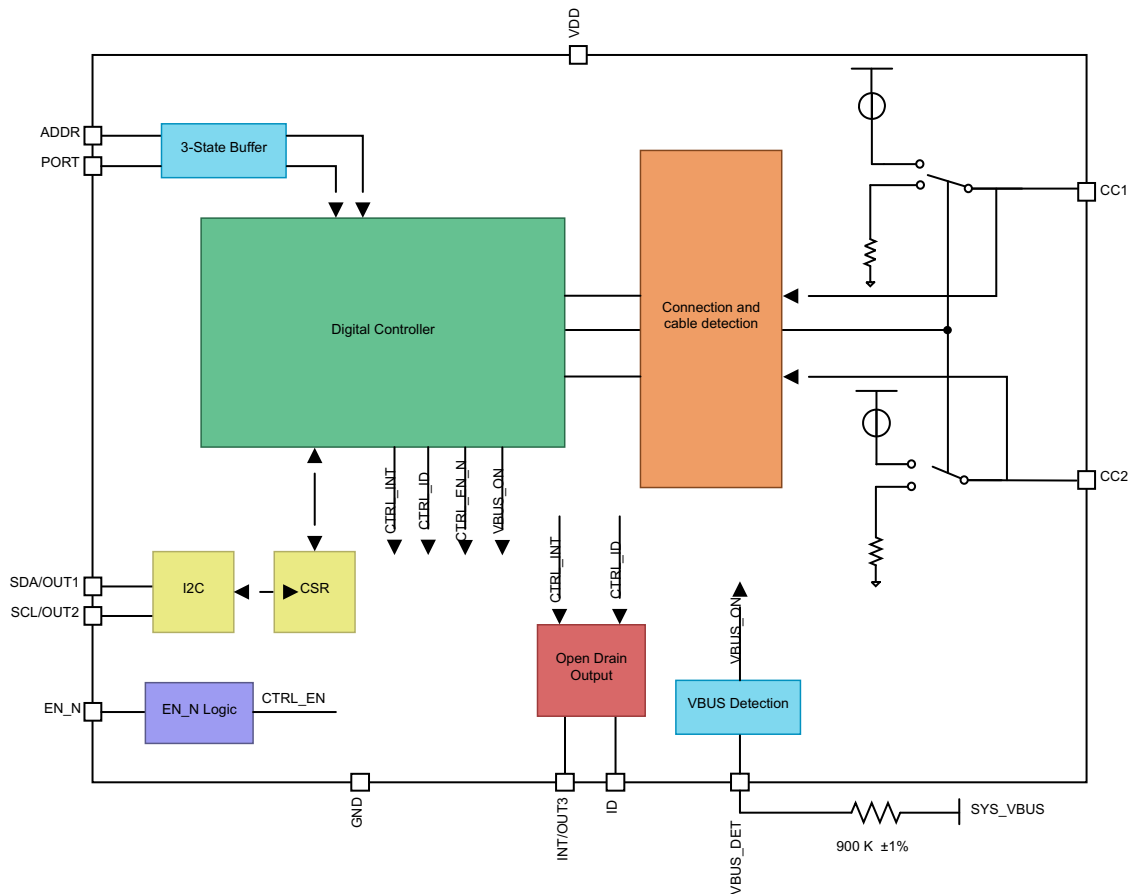 VDD
ADDR
3-State Buffer
PORT
CC1
Digital Controller
Connection and
cable detection
CTRL_INT
CTRL_ID
CTRL_EN_N
VBUS_ON
CC2
CTRL_INT
CTRL_ID
SDA/OUT1
I2C
CSR
SCL/OUT2
VBUS_ON
Open Drain
Output
EN_N
EN_N Logic
CTRL_EN
VBUS Detection
GND
INT/OUT3
ID
VBUS_DET
SYS_VBUS
900 K ±1%